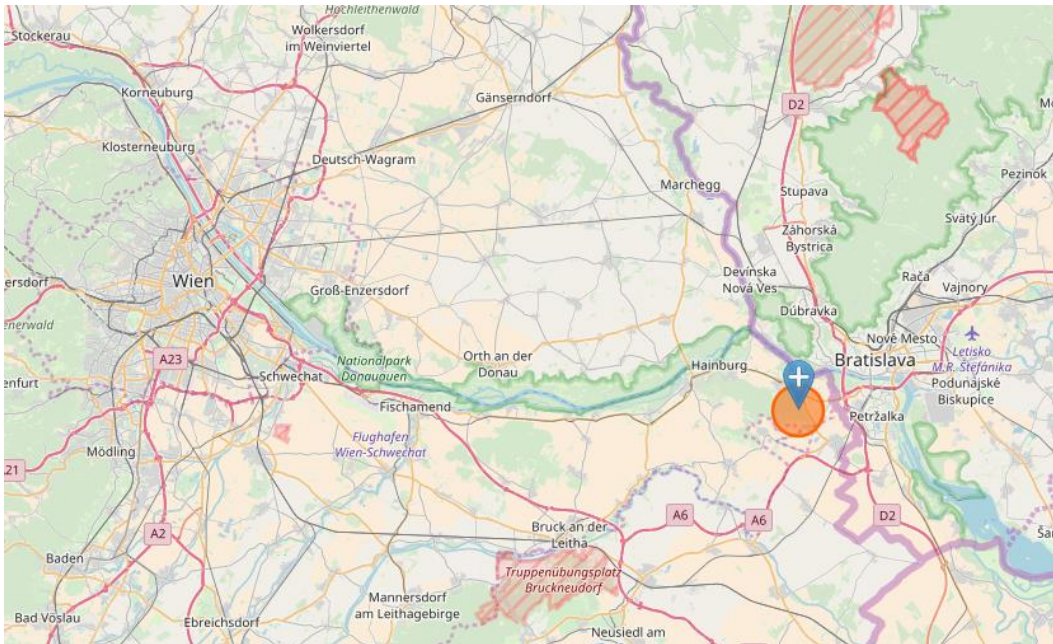 Hochleithenwald
Stockerau
Wolkersdorf
im Weinviertel
Korneuburg
Gänserndorf
D2
Klosterneuburg
Deutsch-Wagram
Pezinok
Marchegg
Stupava
Svätý Jur
Záhorská
Bystrica
Wien
Devínska
Nová Ves
Rača
Vajnory
Groß-Enzersdorf
Dúbravka
Nové Mesto
A23
Nationalpark
Donauauen
Orth an der
Donau
Hainburg
Bratislava
Letisko
M.R. Štefánika
Schwechat
Podunajské
Biskupice
Fischamend
Petržalka
Flughafen
Wien-Schwechat
Mödling
A21
A6
A6
D2
A2
Bruck an der
Leitha
Baden
Truppenübungsplatz
Bruckneudorf
Mannersdorf
am Leithagebirge
Bad Vöslau
Ebreichsdorf
Neusiedl am